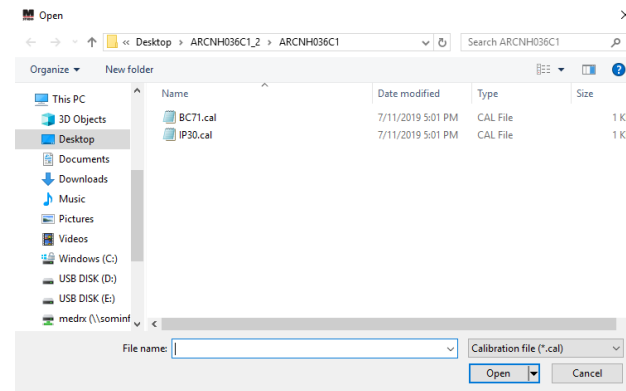 Open
« Desktop > ARCNH036C1_2 > ARCNH036C1
Search ARCNH036C1
Organize
New folder
Name Date modified Type Size
This PC
3D Objects
Desktop
Documents
Downloads
Music
Pictures
Videos
Windows (C:)
USB DISK (D:)
USB DISK (E:)
medrx (\\sominf
BC71.cal 7/11/2019 5:01 PM CAL File 1 K
IP30.cal 7/11/2019 5:01 PM CAL File 1 K
File name:
Calibration file (*.cal)
Open
Cancel